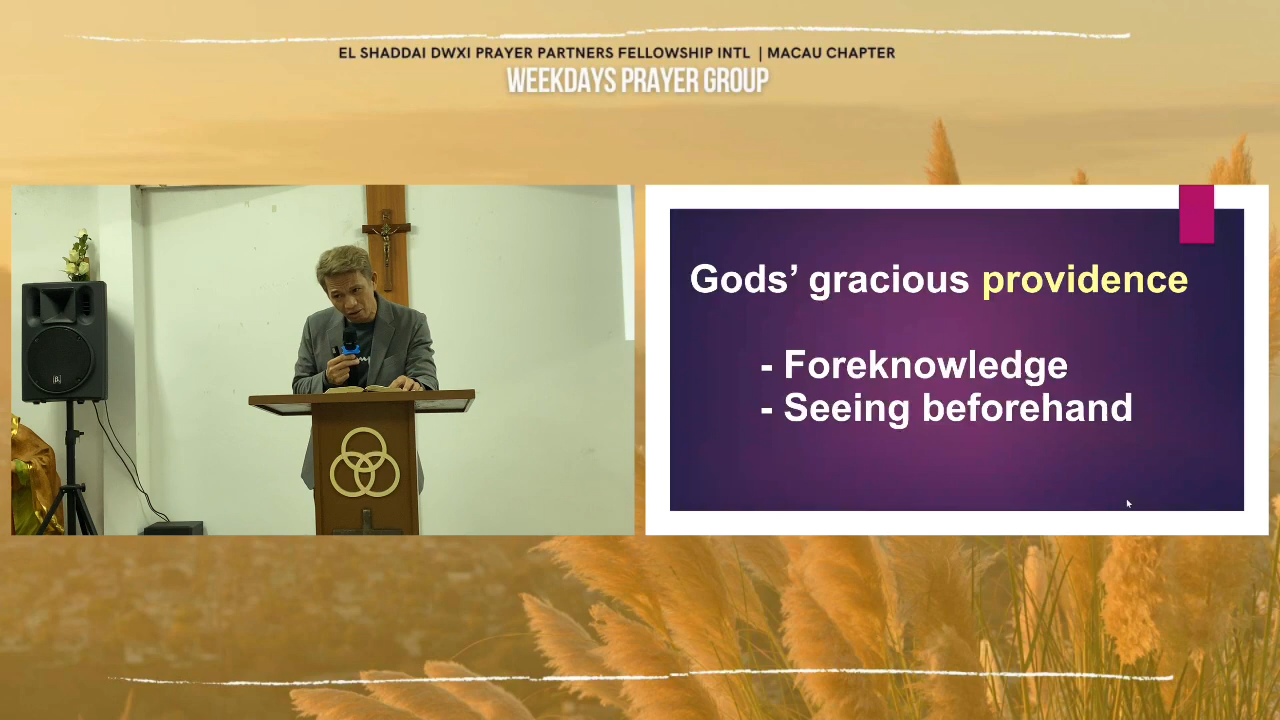 EL SHADDAI DWXI PRAYER PARTNERS FELLOWSHIP INTL | MACAU CHAPTER
WEEKDAYS PRAYER GROUP
Gods’ gracious providence
- Foreknowledge
- Seeing beforehand